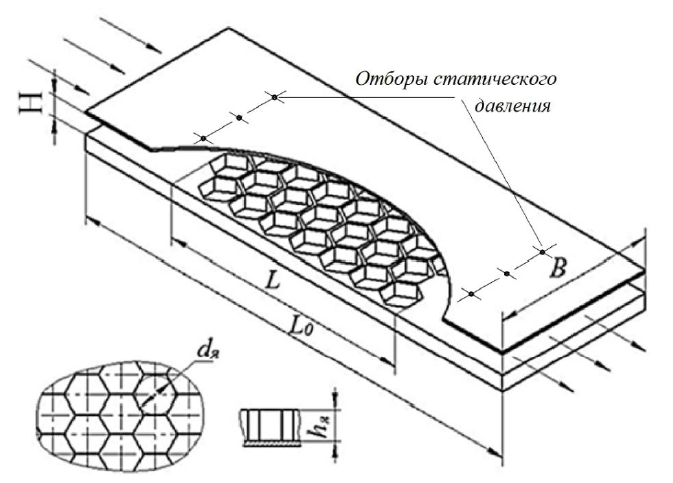 Отборы статического
давления
H
B
L
L0
dя
hя